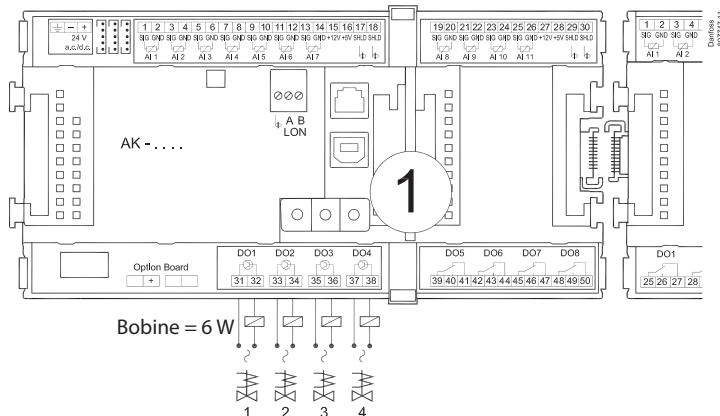 ⏚ – +
24 V
a.c./d.c.
1 2 3 4 5 6 7 8 9 10 11 12 13 14 15 16 17 18
SIG GND SIG GND SIG GND SIG GND SIG GND SIG GND SIG GND +12V +5V SHLD SHLD
AI 1 AI 2 AI 3 AI 4 AI 5 AI 6 AI 7
19 20 21 22 23 24 25 26 27 28 29 30
SIG GND SIG GND SIG GND SIG GND +12V +5V SHLD SHLD
AI 8 AI 9 AI 10 AI 11
1 2 3 4
SIG GND SIG GND
AI 1 AI 2
Danfoss
A B
LON
AK - . . . .
1
Option Board
+
DO1 DO2 DO3 DO4
31 32 33 34 35 36 37 38
DO5 DO6 DO7 DO8
39 40 41 42 43 44 45 46 47 48 49 50
DO1
25 26 27 28
Bobine = 6 W
1 2 3 4